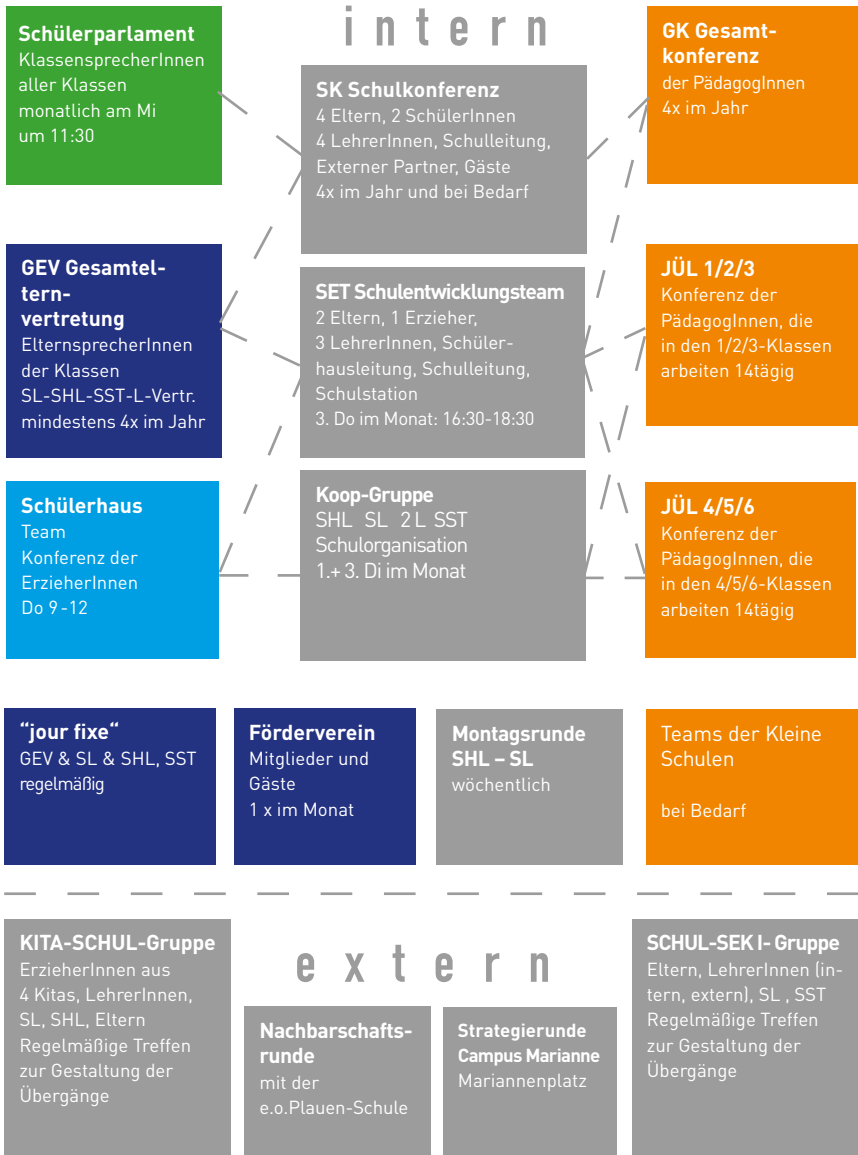 intern
Schülerparlament
KlassensprecherInnen
aller Klassen
monatlich am Mi
um 11:30
SK Schulkonferenz
4 Eltern, 2 SchülerInnen
4 LehrerInnen, Schulleitung,
Externer Partner, Gäste
4x im Jahr und bei Bedarf
GK Gesamt-
konferenz
der PädagogInnen
4x im Jahr
GEV Gesamtel-
tern-
vertretung
ElternsprecherInnen
der Klassen
SL-SHL-SST-L-Vertr.
mindestens 4x im Jahr
SET Schulentwicklungsteam
2 Eltern, 1 Erzieher,
3 LehrerInnen, Schüler-
hausleitung, Schulleitung,
Schulstation
3. Do im Monat: 16:30-18:30
JÜL 1/2/3
Konferenz der
PädagogInnen, die
in den 1/2/3-Klassen
arbeiten 14tägig
Schülerhaus
Team
Konferenz der
ErzieherInnen
Do 9 -12
Koop-Gruppe
SHL SL 2 L SST
Schulorganisation
1.+ 3. Di im Monat
JÜL 4/5/6
Konferenz der
PädagogInnen, die
in den 4/5/6-Klassen
arbeiten 14tägig
“jour fixe“
GEV & SL & SHL, SST
regelmäßig
Förderverein
Mitglieder und
Gäste
1 x im Monat
Montagsrunde
SHL – SL
wöchentlich
Teams der Kleine
Schulen
bei Bedarf
extern
KITA-SCHUL-Gruppe
ErzieherInnen aus
4 Kitas, LehrerInnen,
SL, SHL, Eltern
Regelmäßige Treffen
zur Gestaltung der
Übergänge
Nachbarschafts-
runde
mit der
e.o.Plauen-Schule
Strategierunde
Campus Marianne
Mariannenplatz
SCHUL-SEK I- Gruppe
Eltern, LehrerInnen (in-
tern, extern), SL , SST
Regelmäßige Treffen
zur Gestaltung der
Übergänge